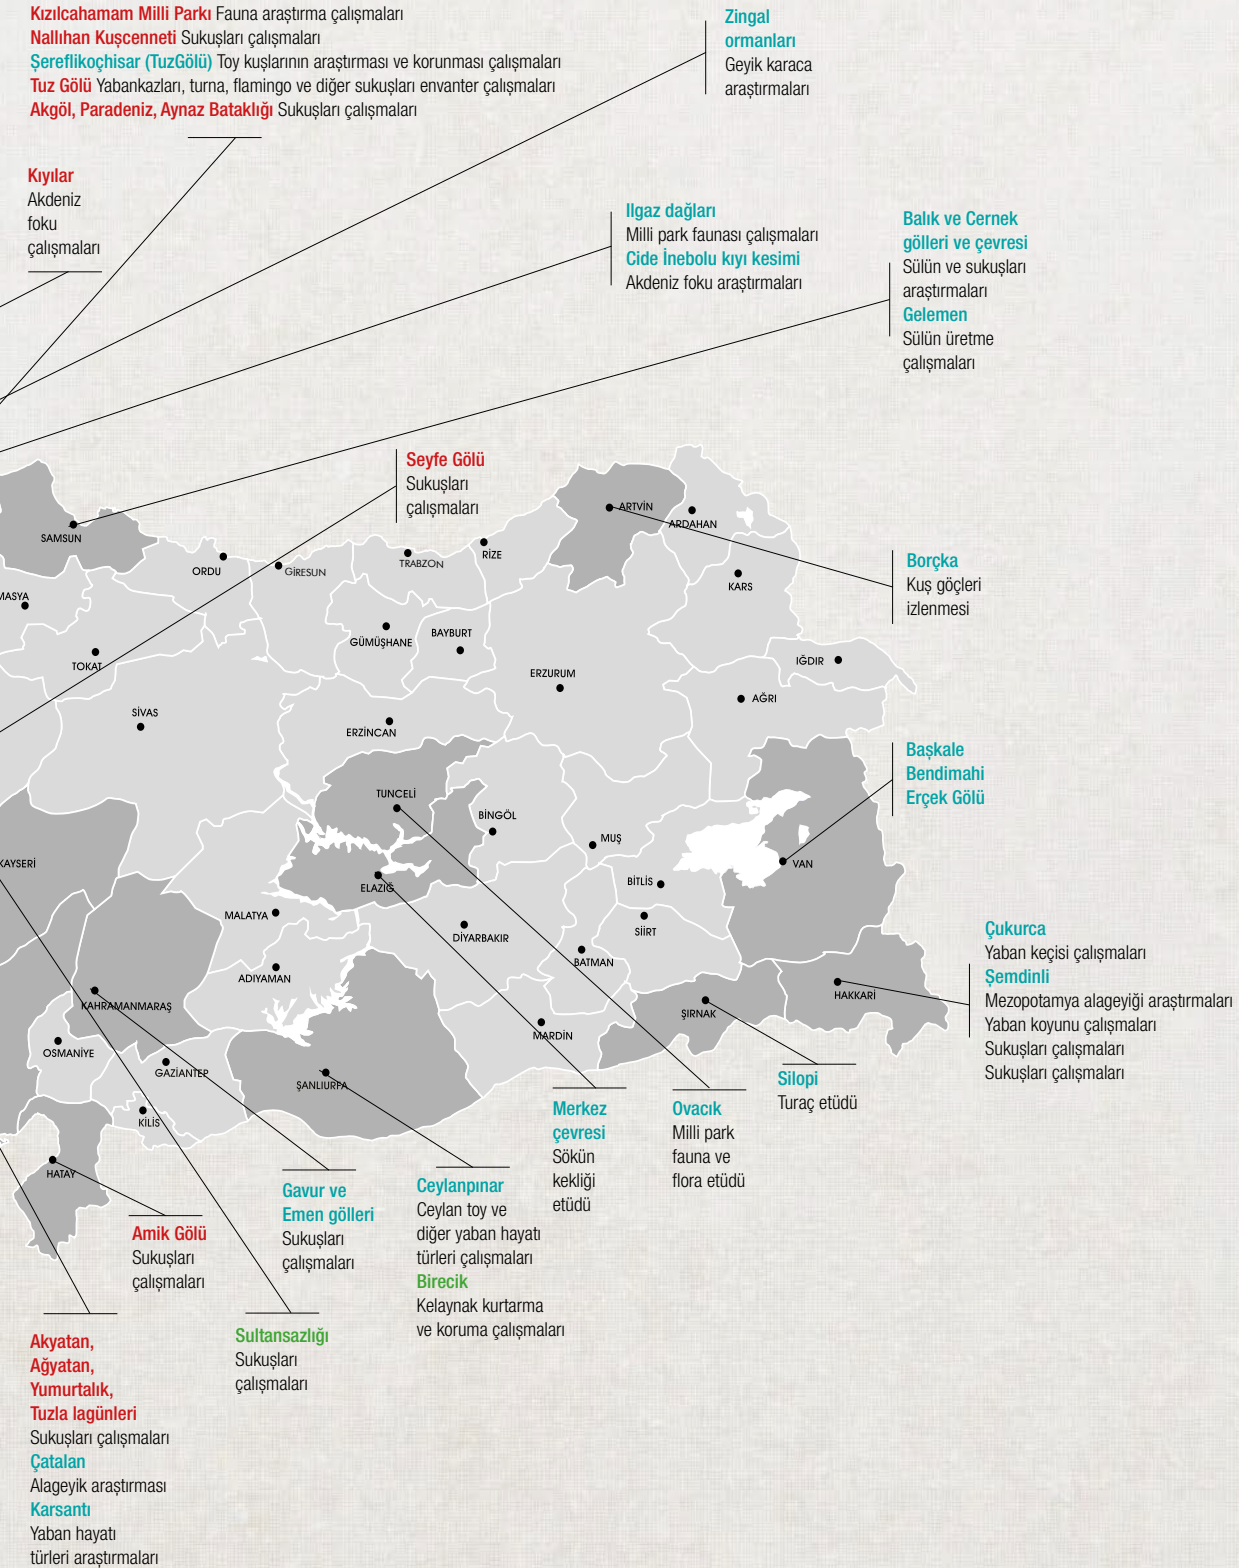 Kızılcahamam Milli Parkı Fauna araştırma çalışmaları
Nallıhan Kuşcenneti Sukuşları çalışmaları
Şereflikoçhisar (TuzGölü) Toy kuşlarının araştırması ve korunması çalışmaları
Tuz Gölü Yabankazları, turna, flamingo ve diğer sukuşları envanter çalışmaları
Akgöl, Paradeniz, Aynaz Bataklığı Sukuşları çalışmaları
Zingal
ormanları
Geyik karaca
araştırmaları
Kıyılar
Akdeniz
foku
çalışmaları
Ilgaz dağları
Milli park faunası çalışmaları
Cide İnebolu kıyı kesimi
Akdeniz foku araştırmaları
Balık ve Cernek
gölleri ve çevresi
Sülün ve sukuşları
araştırmaları
Gelemen
Sülün üretme
çalışmaları
Seyfe Gölü
Sukuşları
çalışmaları
SAMSUN
ORDU
GİRESUN
TRABZON
RİZE
ARTVİN
ARDAHAN
KARS
Borçka
Kuş göçleri
izlenmesi
MASYA
TOKAT
GÜMÜŞHANE
BAYBURT
ERZURUM
IĞDIR
AĞRI
SİVAS
ERZİNCAN
Başkale
Bendimahi
Erçek Gölü
TUNCELİ
BİNGÖL
MUŞ
VAN
KAYSERİ
ELAZIĞ
BİTLİS
MALATYA
DİYARBAKIR
SİİRT
BATMAN
ADIYAMAN
KAHRAMANMARAŞ
HAKKARİ
ŞIRNAK
Çukurca
Yaban keçisi çalışmaları
Şemdinli
Mezopotamya alageyiği araştırmaları
Yaban koyunu çalışmaları
Sukuşları çalışmaları
Sukuşları çalışmaları
OSMANİYE
GAZİANTEP
ŞANLIURFA
MARDİN
KİLİS
HATAY
Silopi
Turaç etüdü
Merkez
çevresi
Sökün
kekliği
etüdü
Ovacık
Milli park
fauna ve
flora etüdü
Gavur ve
Emen gölleri
Sukuşları
çalışmaları
Ceylanpınar
Ceylan toy ve
diğer yaban hayatı
türleri çalışmaları
Birecik
Kelaynak kurtarma
ve koruma çalışmaları
Amik Gölü
Sukuşları
çalışmaları
Sultansazlığı
Sukuşları
çalışmaları
Akyatan,
Ağyatan,
Yumurtalık,
Tuzla lagünleri
Sukuşları çalışmaları
Çatalan
Alageyik araştırması
Karsantı
Yaban hayatı
türleri araştırmaları